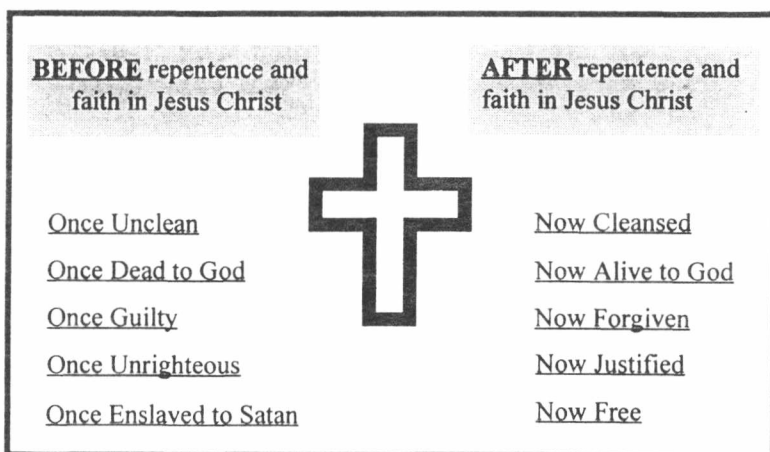 BEFORE repentence and
faith in Jesus Christ
AFTER repentence and
faith in Jesus Christ
Once Unclean
Once Dead to God
Once Guilty
Once Unrighteous
Once Enslaved to Satan
Now Cleansed
Now Alive to God
Now Forgiven
Now Justified
Now Free